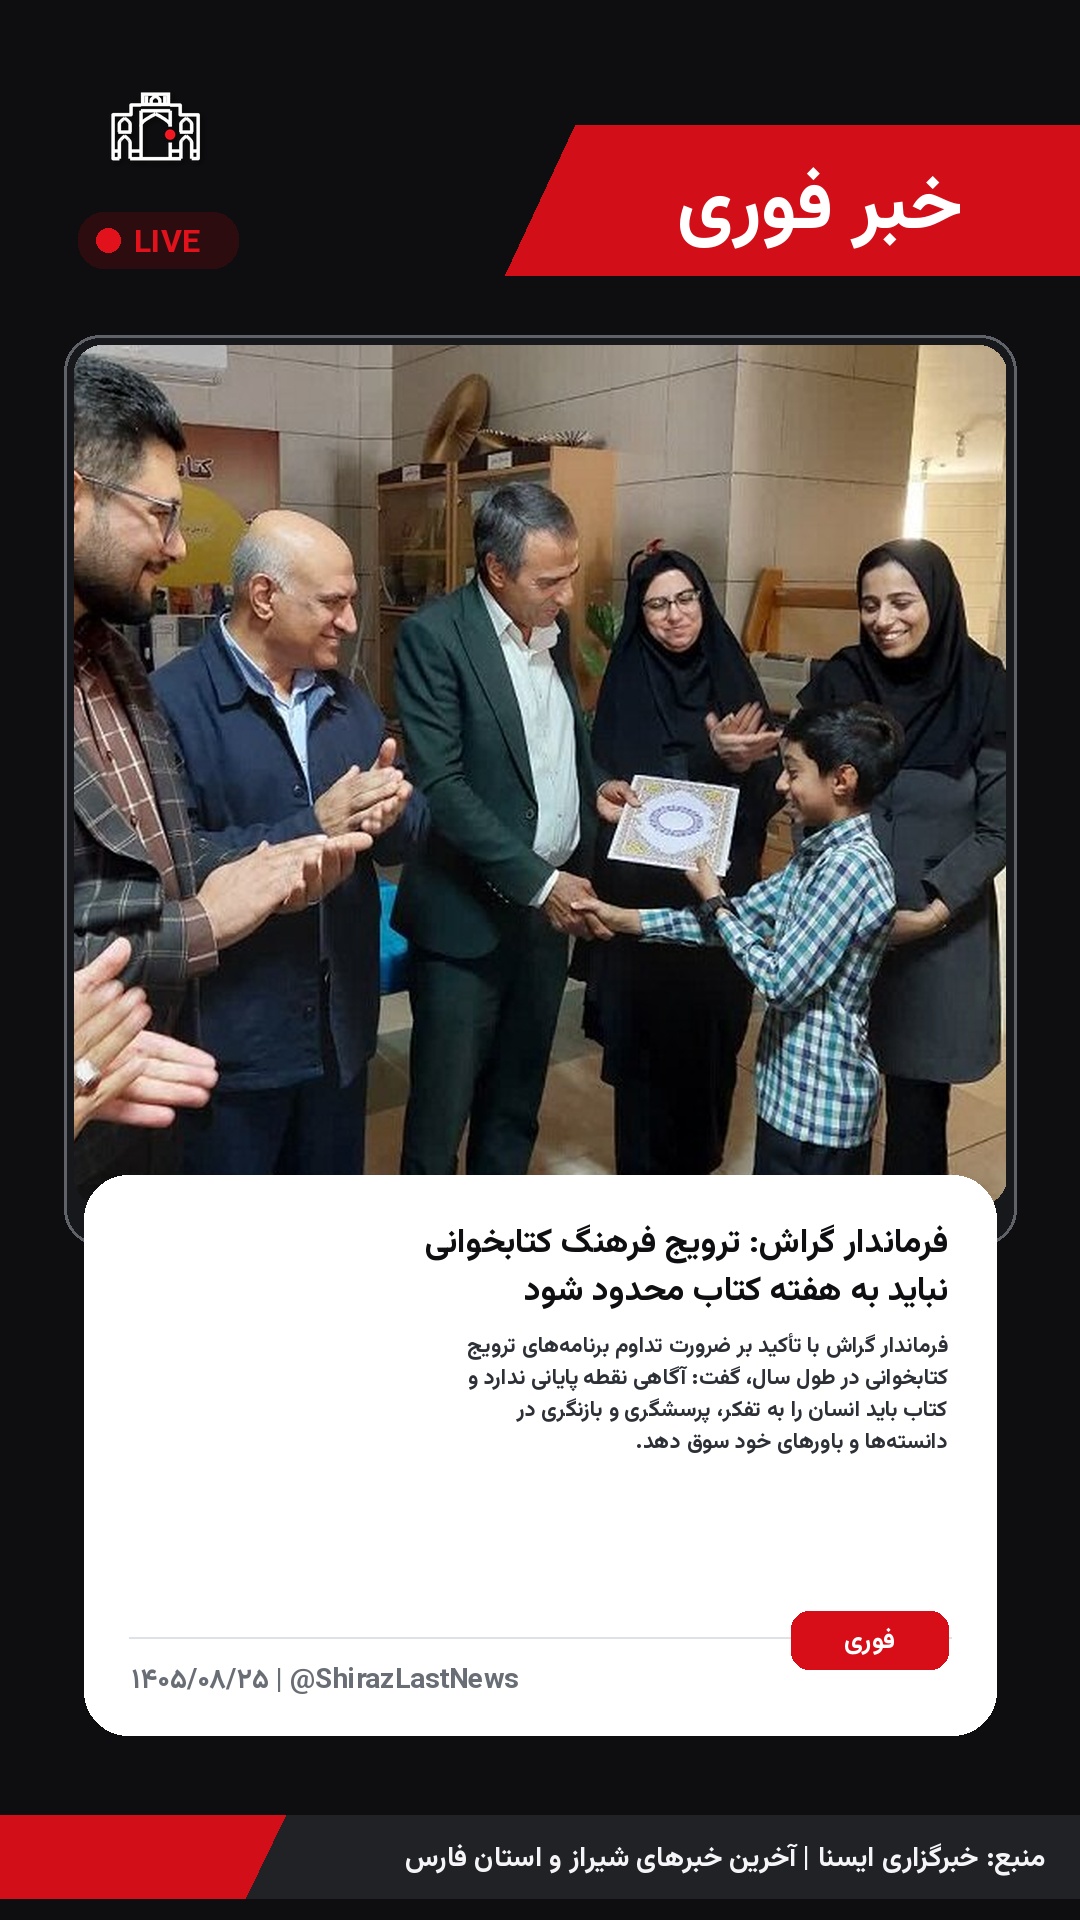 خبر فوری
LIVE
کتاب
فرماندار گراش: ترویج فرهنگ کتابخوانی
نباید به هفته کتاب محدود شود
فرماندار گراش با تأکید بر ضرورت تداوم برنامه‌های ترویج
کتابخوانی در طول سال، گفت: آگاهی نقطه پایانی ندارد و
کتاب باید انسان را به تفکر، پرسشگری و بازنگری در
دانسته‌ها و باورهای خود سوق دهد.
فوری
۱۴۰۵/۰۸/۲۵ | @ShirazLastNews
منبع: خبرگزاری ایسنا | آخرین خبرهای شیراز و استان فارس